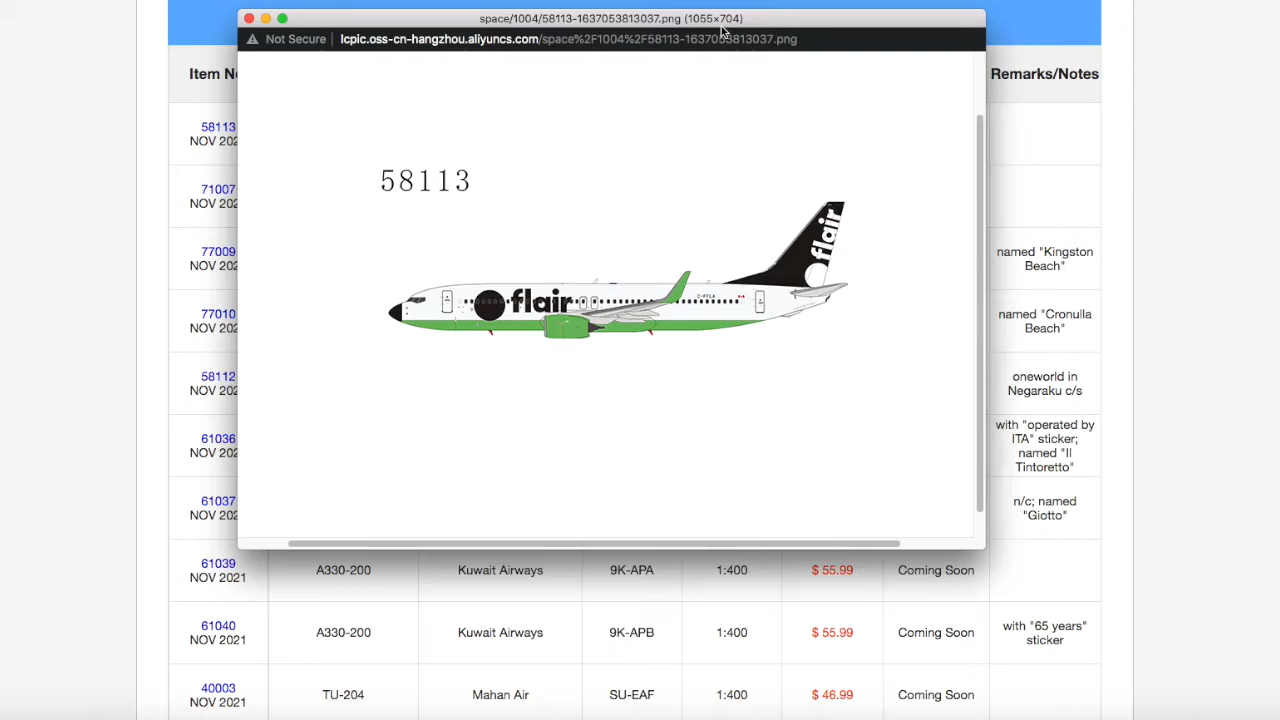 space/1004/58113-1637053813037.png (1055×704)
Not Secure | lcpic.oss-cn-hangzhou.aliyuncs.com/space%2F1004%2F58113-1637053813037.png
Item N Remarks/Notes
58113
NOV 202
71007
NOV 202
77009 named "Kingston
NOV 202 Beach"
77010 named "Cronulla
NOV 202 Beach"
58112 oneworld in
NOV 202 Negaraku c/s
61036 with "operated by
NOV 202 ITA" sticker;
named "Il
Tintoretto"
61037 n/c; named
NOV 202 "Giotto"
58113
flair
flair
61039 A330-200 Kuwait Airways 9K-APA 1:400 $ 55.99 Coming Soon
NOV 2021
61040 A330-200 Kuwait Airways 9K-APB 1:400 $ 55.99 Coming Soon with "65 years"
NOV 2021 sticker
40003 TU-204 Mahan Air SU-EAF 1:400 $ 46.99 Coming Soon
NOV 2021